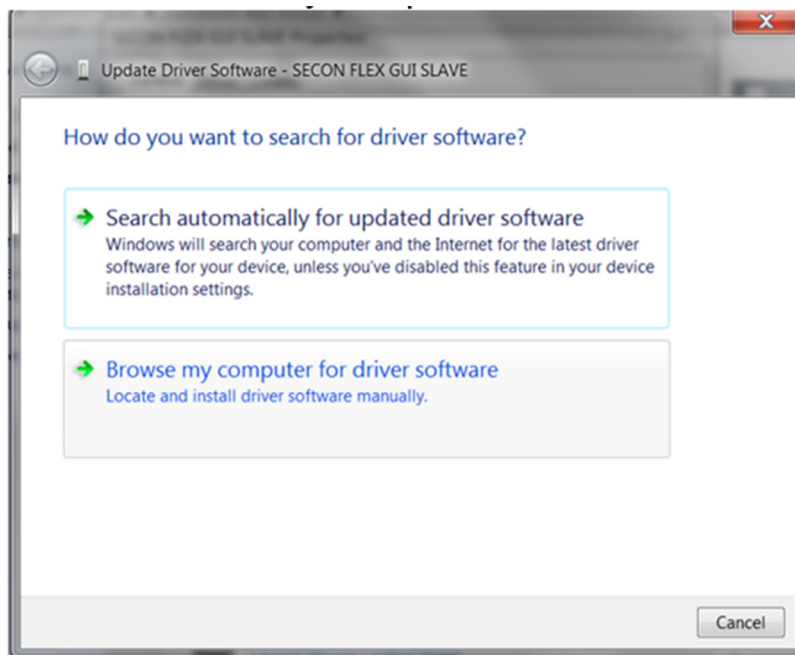 Update Driver Software - SECON FLEX GUI SLAVE
How do you want to search for driver software?
Search automatically for updated driver software
Windows will search your computer and the Internet for the latest driver
software for your device, unless you've disabled this feature in your device
installation settings.
Browse my computer for driver software
Locate and install driver software manually.
Cancel